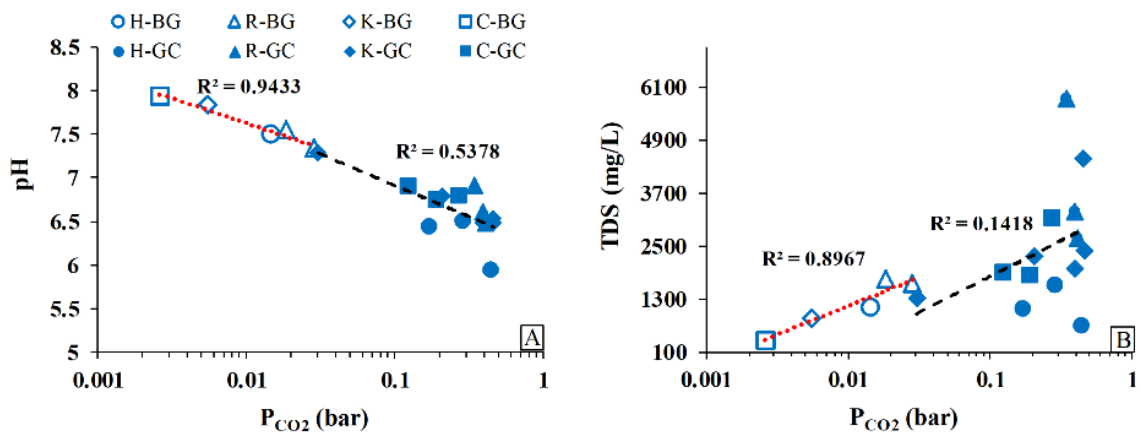 H-BG R-BG K-BG C-BG
H-GC R-GC K-GC C-GC
8.5
8
7.5
7
6.5
6
5.5
5
pH
R² = 0.9433
R² = 0.5378
A
0.001 0.01 0.1 1
P_CO2 (bar)
6100
4900
3700
2500
1300
100
TDS (mg/L)
R² = 0.8967
R² = 0.1418
B
0.001 0.01 0.1 1
P_CO2 (bar)